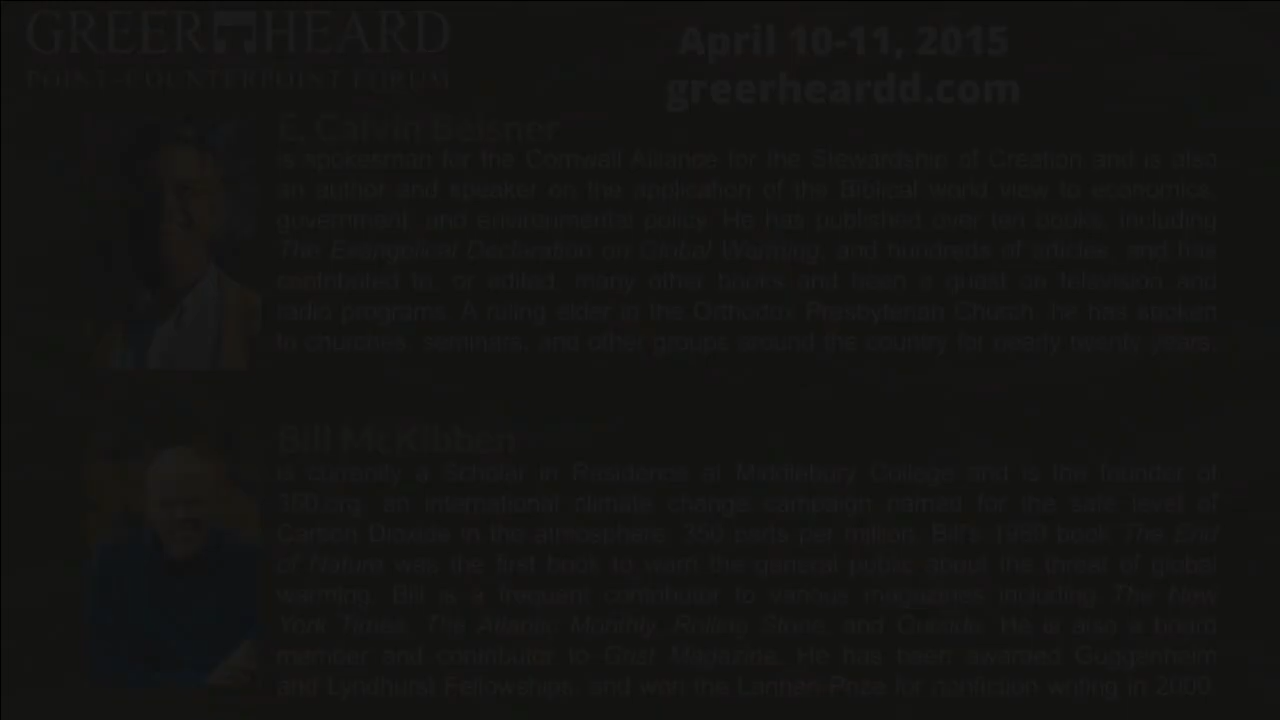 GREER HEARD
POINT-COUNTERPOINT FORUM
April 10-11, 2015
greerheardd.com
E. Calvin Beisner
is spokesman for the Cornwall Alliance for the Stewardship of Creation and is also
an author and speaker on the application of the Biblical world view to economics,
government, and environmental policy. He has published over ten books, including
The Evangelical Declaration on Global Warming, and hundreds of articles, and has
contributed to, or edited, many other books and been a guest on television and
radio programs. A ruling elder in the Orthodox Presbyterian Church, he has spoken
to churches, seminars, and other groups around the country for nearly twenty years.
Bill McKibben
is currently a Scholar in Residence at Middlebury College and is the founder of
350.org, an international climate change campaign named for the safe level of
Carbon Dioxide in the atmosphere, 350 parts per million. Bill's 1989 book The End
of Nature was the first book to warn the general public about the threat of global
warming. Bill is a frequent contributor to various magazines including The New
York Times, The Atlantic Monthly, Rolling Stone, and Outside. He is also a board
member and contributor to Grist Magazine. He has been awarded Guggenheim
and Lyndhurst Fellowships, and won the Lannan Prize for nonfiction writing in 2000.